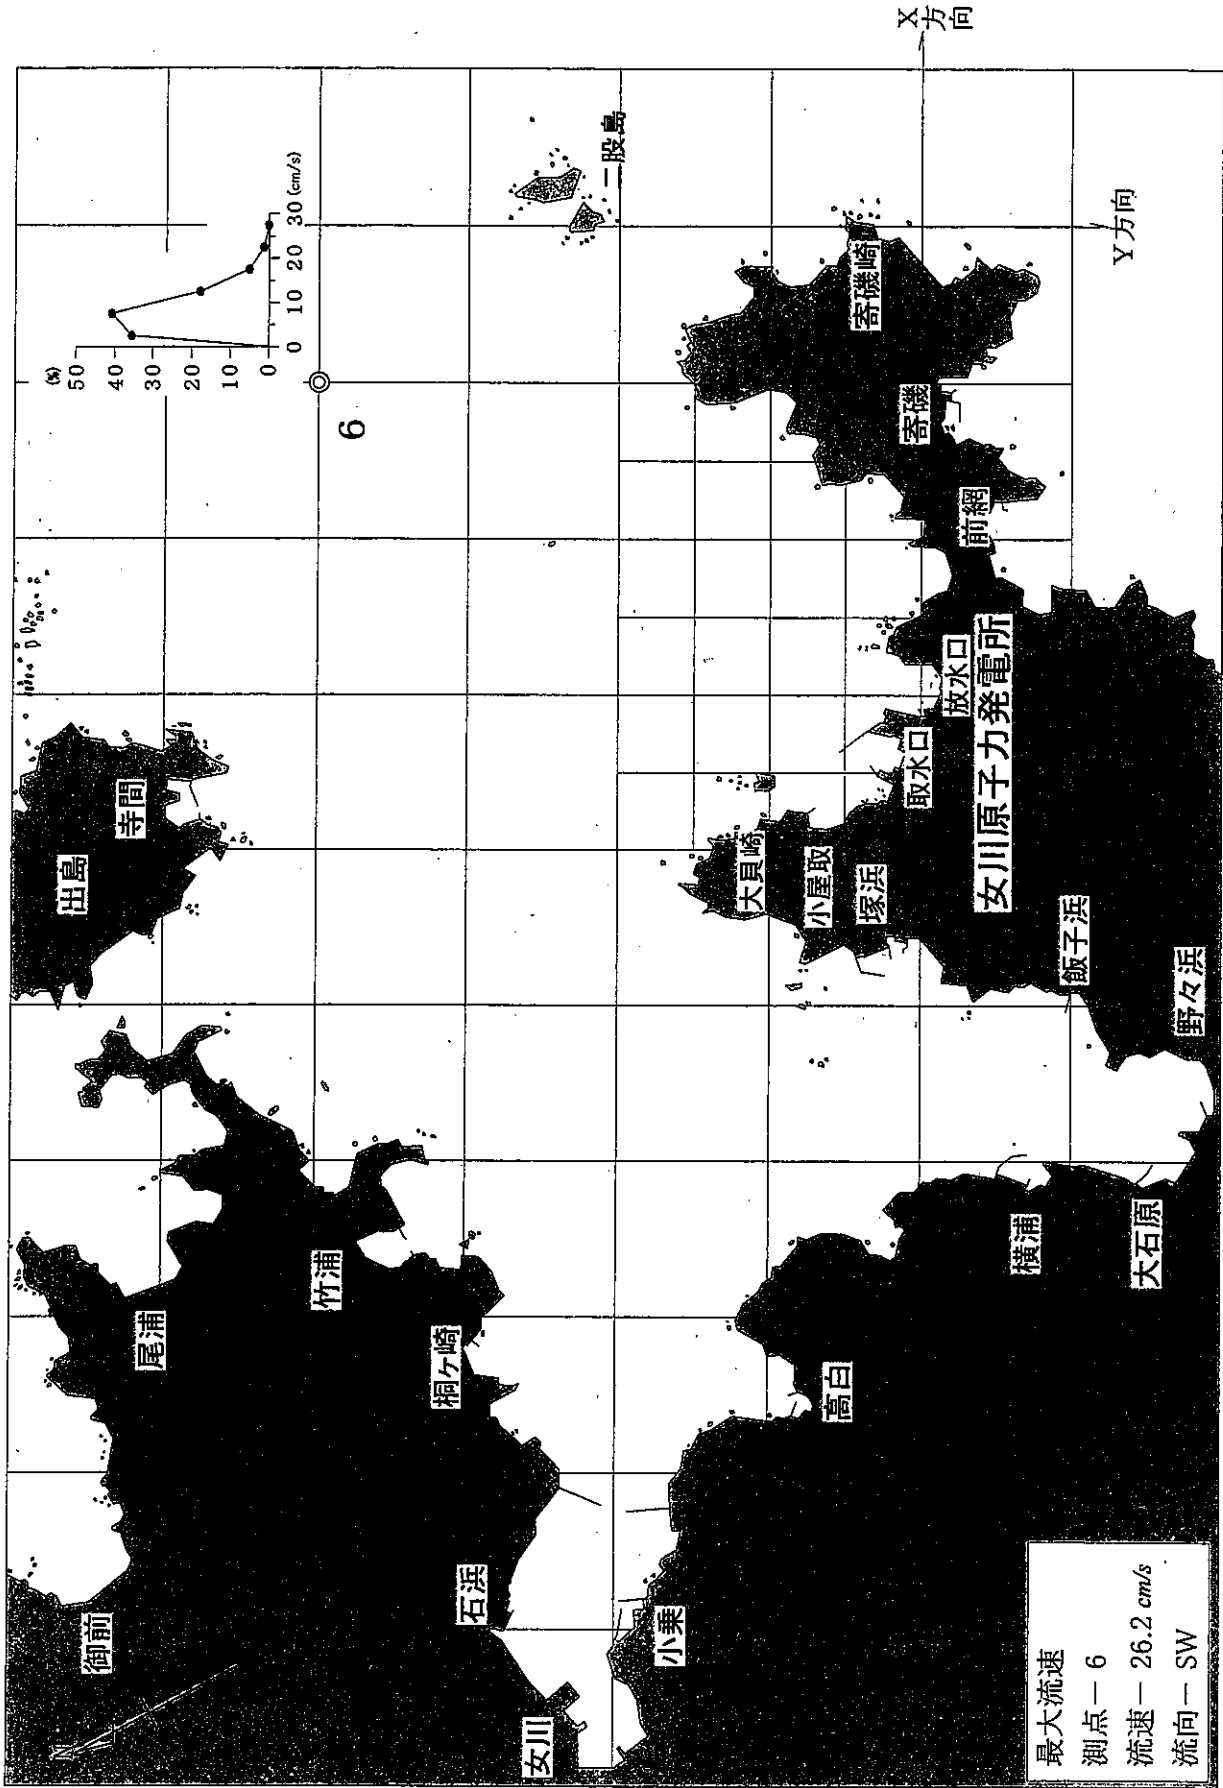 御前
尾浦
出島
寺間
(%)
50
40
30
20
10
0
0
10
20
30 (cm/s)
竹浦
6
桐ヶ崎
石浜
女川
二股島
小乗
高白
大貝崎
小屋取
塚浜
取水口
放水口
女川原子力発電所
前網
寄磯
寄磯崎
X方向
Y方向
横浦
大石原
飯子浜
野々浜
最大流速
測点－6
流速－26.2 cm/s
流向－SW